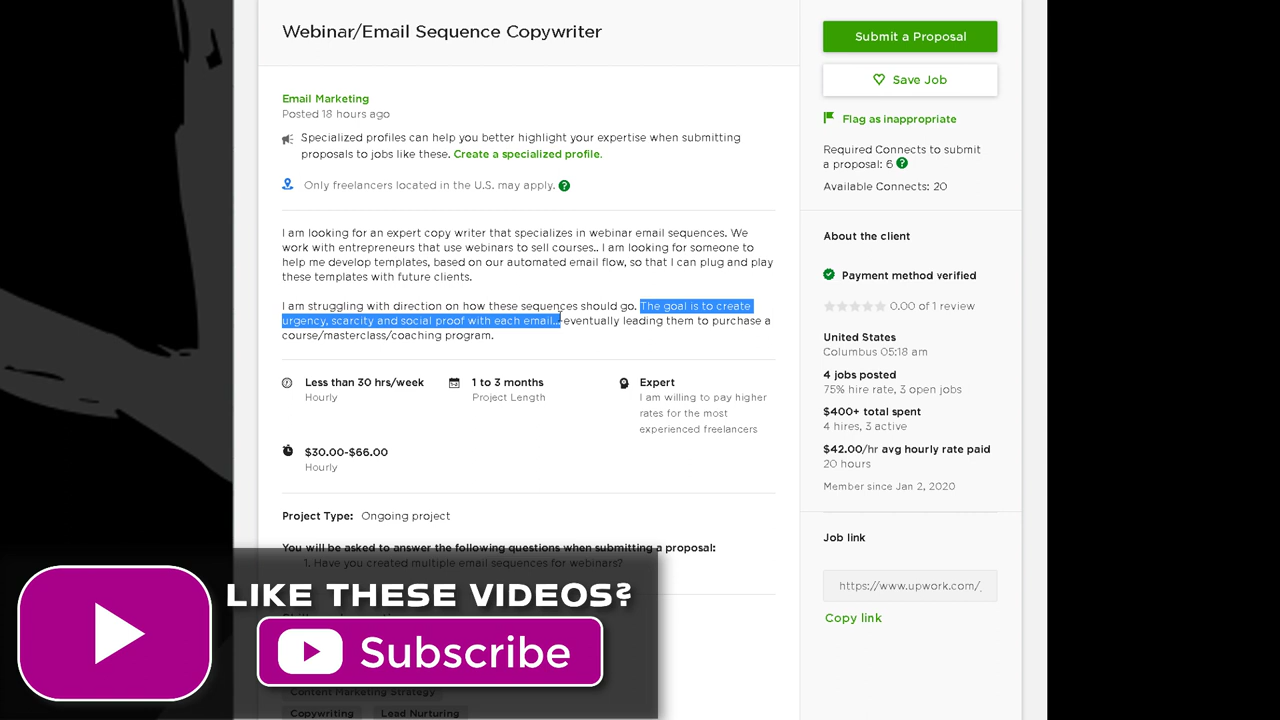 Webinar/Email Sequence Copywriter
Email Marketing
Posted 18 hours ago
Specialized profiles can help you better highlight your expertise when submitting
proposals to jobs like these. Create a specialized profile.
Only freelancers located in the U.S. may apply. ?
I am looking for an expert copy writer that specializes in webinar email sequences. We
work with entrepreneurs that use webinars to sell courses.. I am looking for someone to
help me develop templates, based on our automated email flow, so that I can plug and play
these templates with future clients.
I am struggling with direction on how these sequences should go. The goal is to create
urgency, scarcity and social proof with each email... eventually leading them to purchase a
course/masterclass/coaching program.
Less than 30 hrs/week
Hourly
1 to 3 months
Project Length
Expert
I am willing to pay higher
rates for the most
experienced freelancers
$30.00-$66.00
Hourly
Project Type: Ongoing project
You will be asked to answer the following questions when submitting a proposal:
1. Have you created multiple email sequences for webinars?
Content Marketing Strategy
Copywriting
Lead Nurturing
Submit a Proposal
Save Job
Flag as inappropriate
Required Connects to submit
a proposal: 6 ?
Available Connects: 20
About the client
Payment method verified
0.00 of 1 review
United States
Columbus 05:18 am
4 jobs posted
75% hire rate, 3 open jobs
$400+ total spent
4 hires, 3 active
$42.00/hr avg hourly rate paid
20 hours
Member since Jan 2, 2020
Job link
https://www.upwork.com/
Copy link
LIKE THESE VIDEOS?
Subscribe